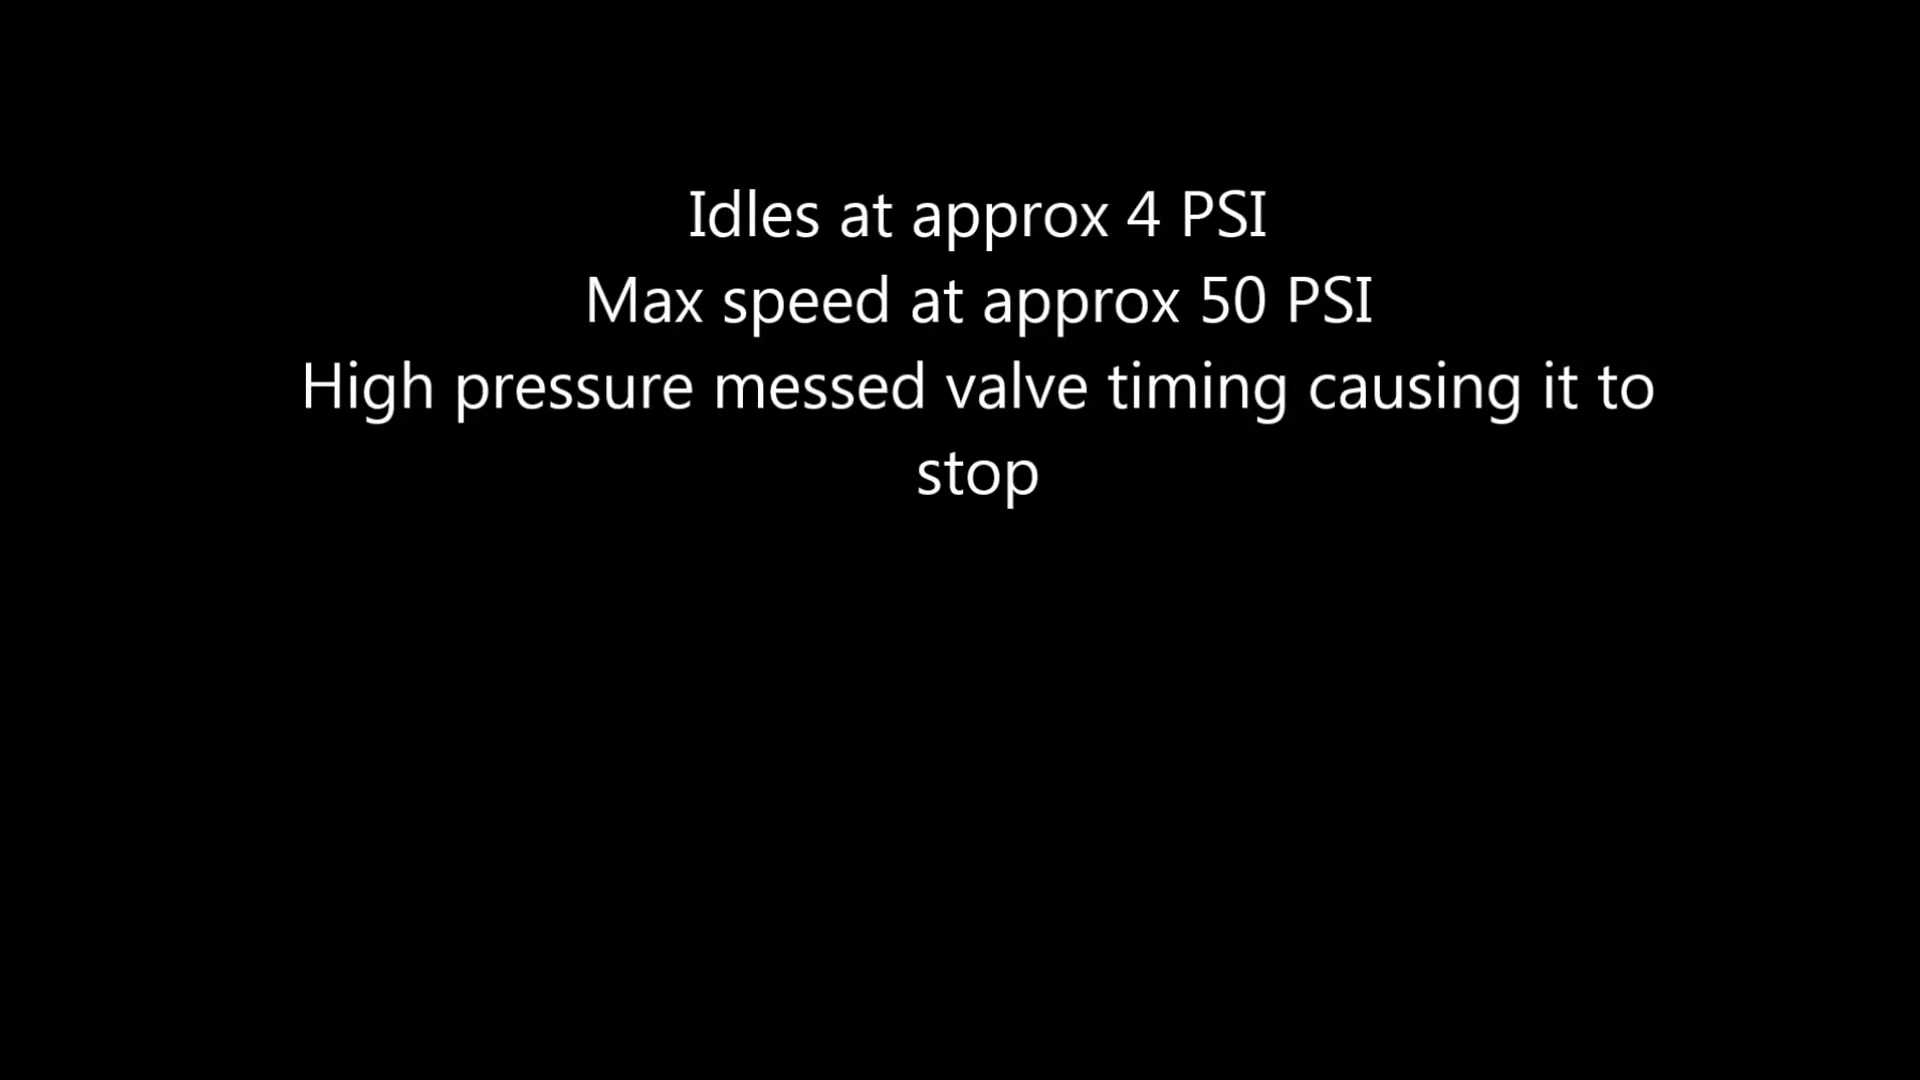 Idles at approx 4 PSI
Max speed at approx 50 PSI
High pressure messed valve timing causing it to
stop